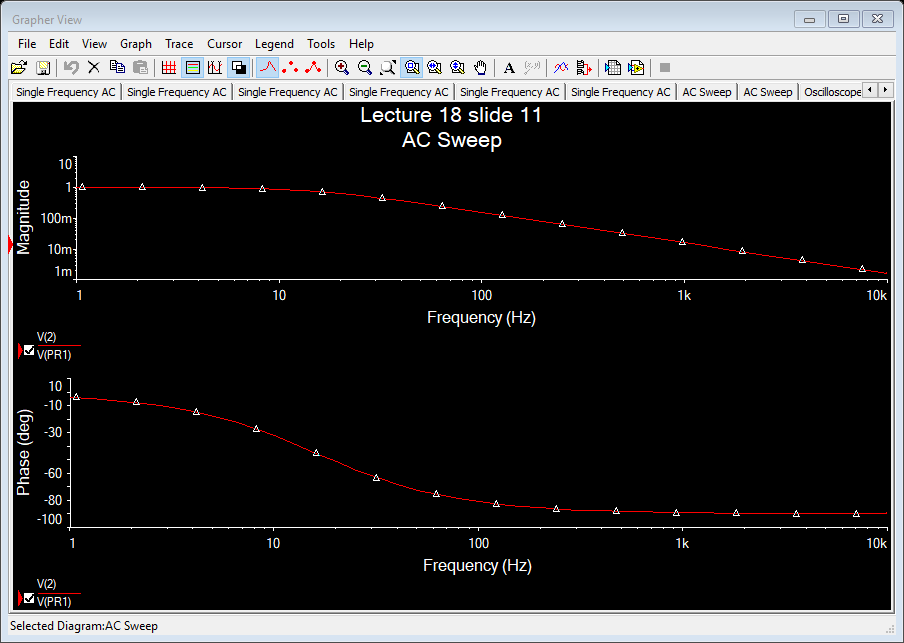 Grapher View
File Edit View Graph Trace Cursor Legend Tools Help
A
Single Frequency AC Single Frequency AC Single Frequency AC Single Frequency AC Single Frequency AC Single Frequency AC AC Sweep AC Sweep Oscilloscope
Lecture 18 slide 11
AC Sweep
Magnitude
10
1
100m
10m
1m
1 10 100 1k 10k
Frequency (Hz)
V(2)
V(PR1)
Phase (deg)
10
-10
-30
-60
-80
-100
1 10 100 1k 10k
Frequency (Hz)
V(2)
V(PR1)
Selected Diagram:AC Sweep